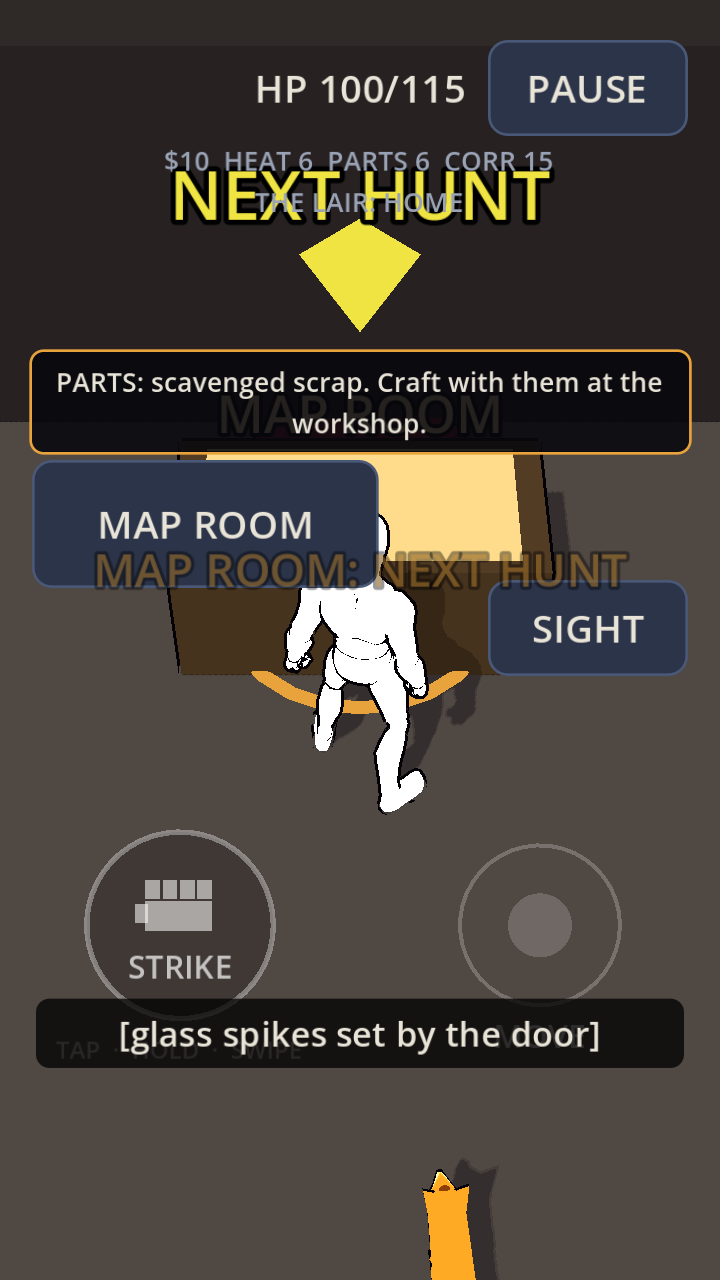 HP 100/115
PAUSE
$10 HEAT 6 PARTS 6 CORR 15
NEXT HUNT
THE LAIR: HOME
PARTS: scavenged scrap. Craft with them at the
workshop.
MAP ROOM
MAP ROOM
MAP ROOM: NEXT HUNT
SIGHT
STRIKE
[glass spikes set by the door]
MOVE
TAP · HOLD · SWIPE